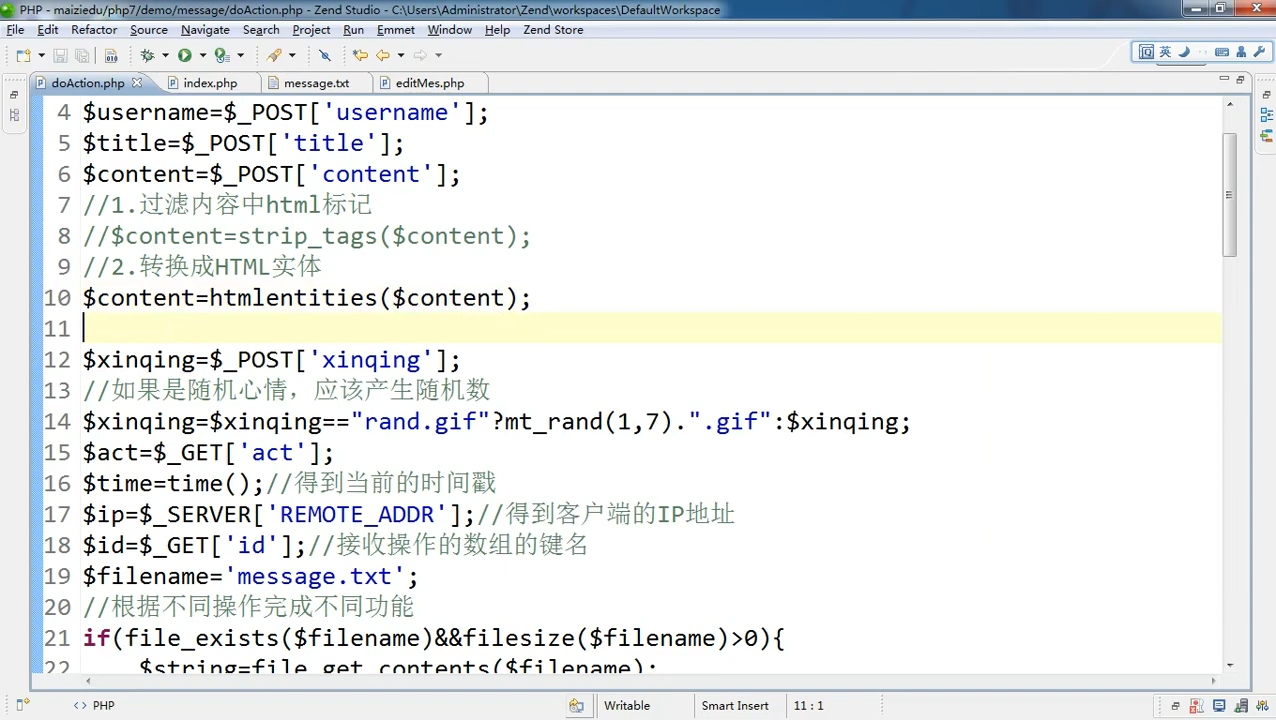 PHP - maiziedu/php7/demo/message/doAction.php - Zend Studio - C:\Users\Administrator\Zend\workspaces\DefaultWorkspace
File Edit Refactor Source Navigate Search Project Run Emmet Window Help Zend Store
英
doAction.php index.php message.txt editMes.php
4 $username=$_POST['username'];
5 $title=$_POST['title'];
6 $content=$_POST['content'];
7 //1.过滤内容中html标记
8 //$content=strip_tags($content);
9 //2.转换成HTML实体
10 $content=htmlentities($content);
11
12 $xinqing=$_POST['xinqing'];
13 //如果是随机心情，应该产生随机数
14 $xinqing=$xinqing=="rand.gif"?mt_rand(1,7).".gif":$xinqing;
15 $act=$_GET['act'];
16 $time=time();//得到当前的时间戳
17 $ip=$_SERVER['REMOTE_ADDR'];//得到客户端的IP地址
18 $id=$_GET['id'];//接收操作的数组的键名
19 $filename='message.txt';
20 //根据不同操作完成不同功能
21 if(file_exists($filename)&&filesize($filename)>0){
22 $string=file_get_contents($filename);
<> PHP Writable Smart Insert 11 : 1